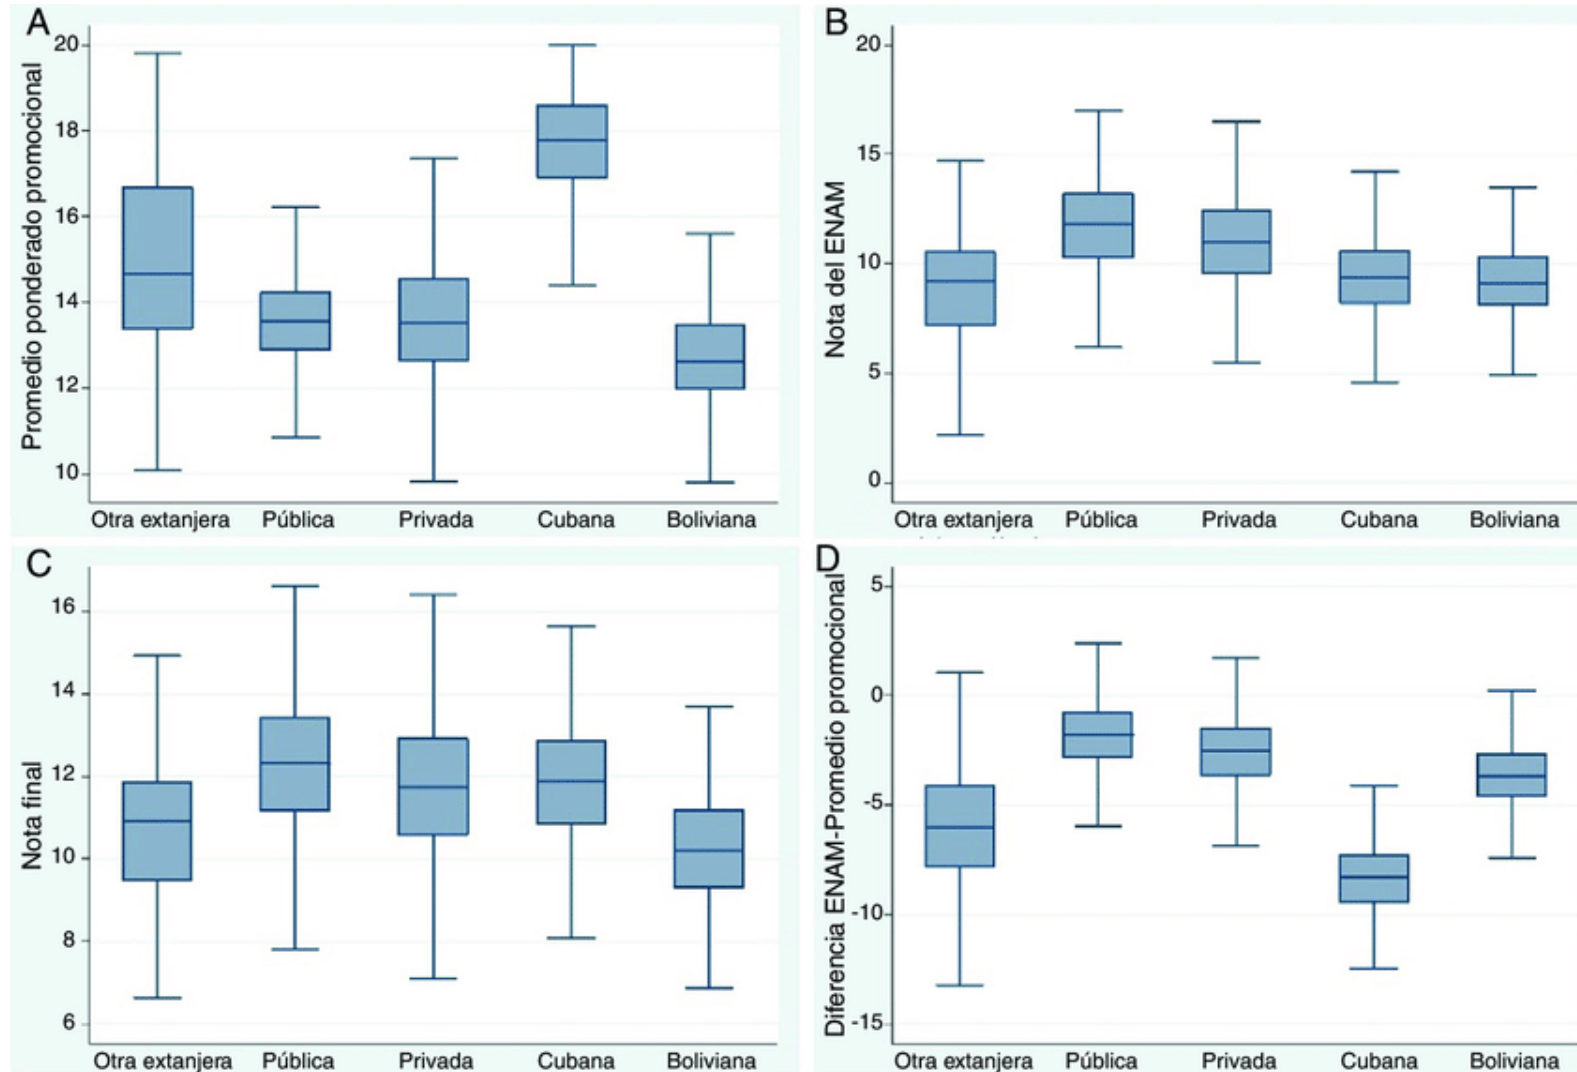 A
Promedio ponderado promocional
20
18
16
14
12
10
Otra extanjera Pública Privada Cubana Boliviana
B
Nota del ENAM
20
15
10
5
0
Otra extanjera Pública Privada Cubana Boliviana
C
Nota final
16
14
12
10
8
6
Otra extanjera Pública Privada Cubana Boliviana
D
Diferencia ENAM-Promedio promocional
5
0
-5
-10
-15
Otra extanjera Pública Privada Cubana Boliviana